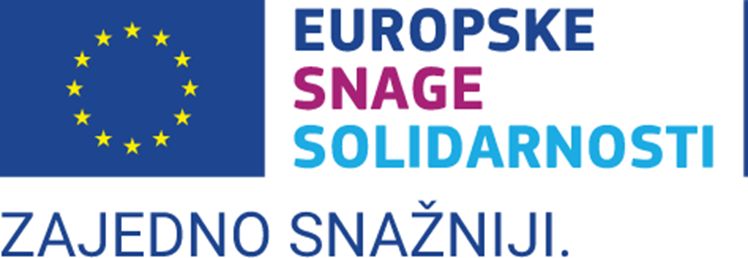 EUROPSKE
SNAGE
SOLIDARNOSTI
ZAJEDNO SNAŽNIJI.